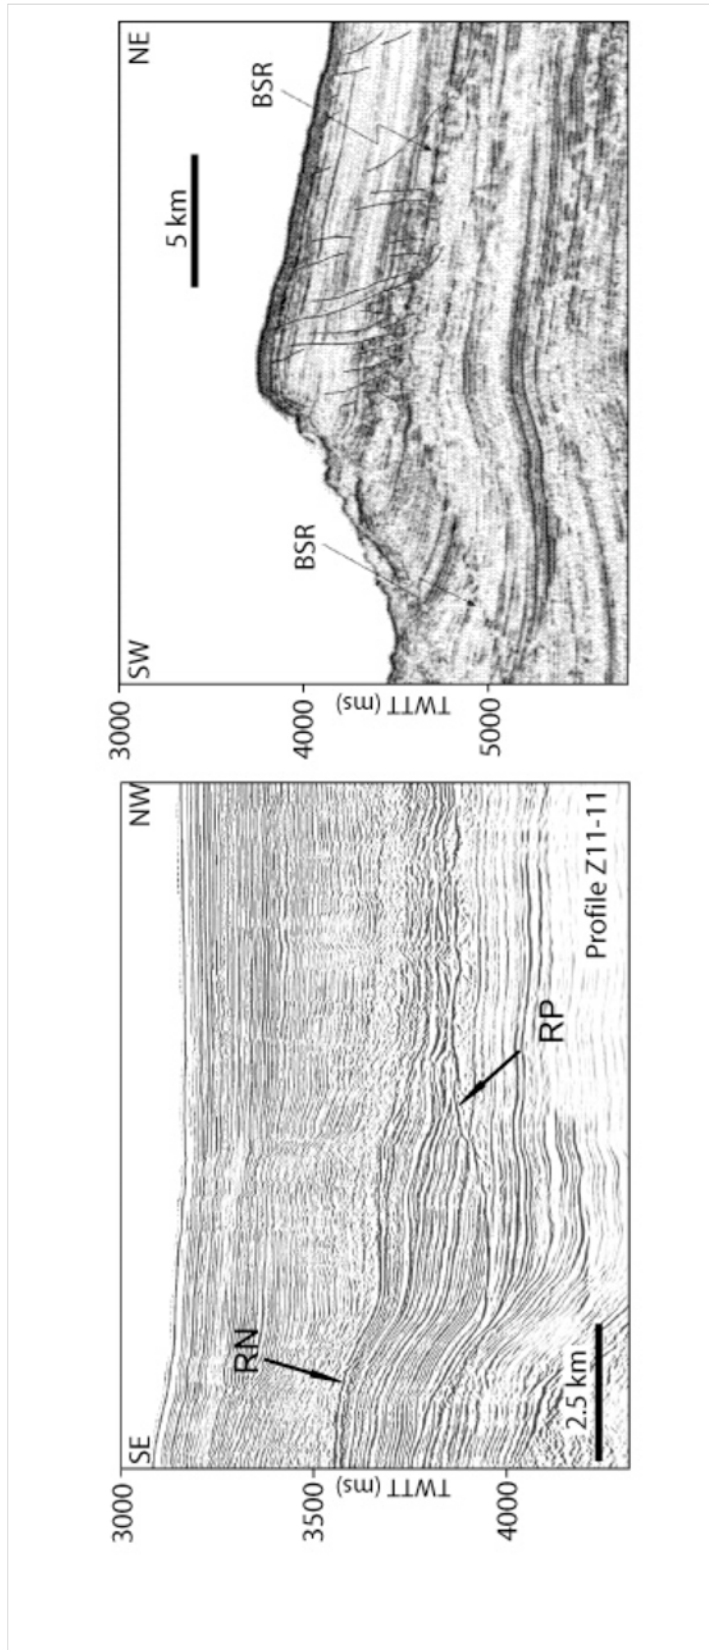 SE
NW
3000
3500
4000
TWTT (ms)
RN
RP
2.5 km
Profile Z11-11
SW
NE
3000
4000
5000
TWTT (ms)
BSR
BSR
5 km